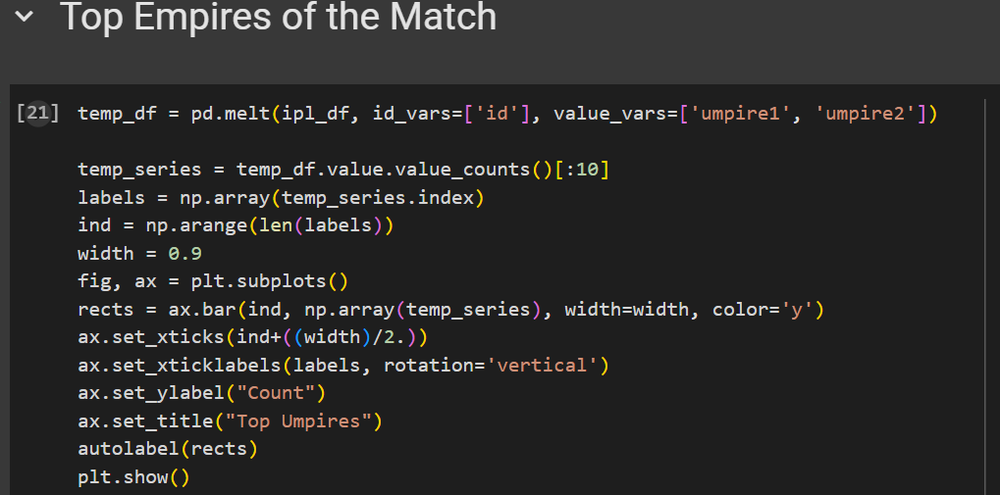 Top Empires of the Match
[21] temp_df = pd.melt(ipl_df, id_vars=['id'], value_vars=['umpire1', 'umpire2'])
temp_series = temp_df.value.value_counts()[:10]
labels = np.array(temp_series.index)
ind = np.arange(len(labels))
width = 0.9
fig, ax = plt.subplots()
rects = ax.bar(ind, np.array(temp_series), width=width, color='y')
ax.set_xticks(ind+((width)/2.))
ax.set_xticklabels(labels, rotation='vertical')
ax.set_ylabel("Count")
ax.set_title("Top Umpires")
autolabel(rects)
plt.show()